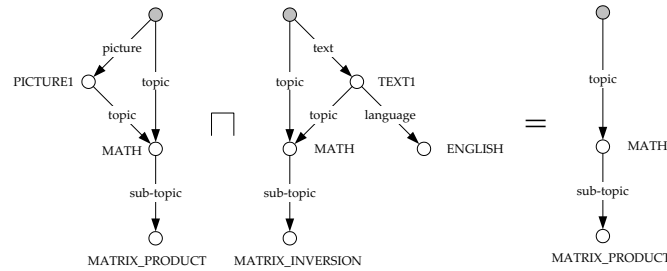 picture
PICTURE1
topic
topic
MATH
sub-topic
MATRIX_PRODUCT
⊓
text
TEXT1
topic
topic
language
MATH
ENGLISH
sub-topic
MATRIX_INVERSION
=
topic
MATH
sub-topic
MATRIX_PRODUCT